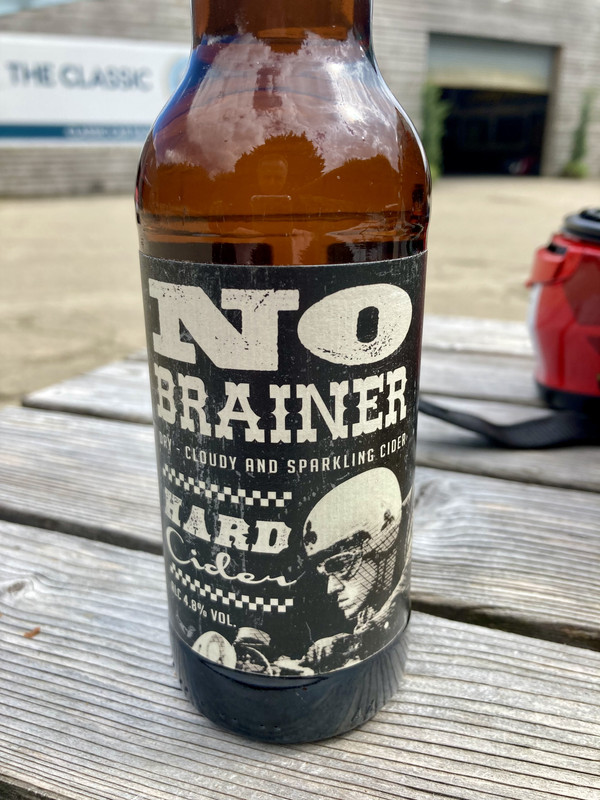 THE CLASSIC
NO
BRAINER
DRY - CLOUDY AND SPARKLING CIDER
HARD
Cider
ALC 4.8% VOL.